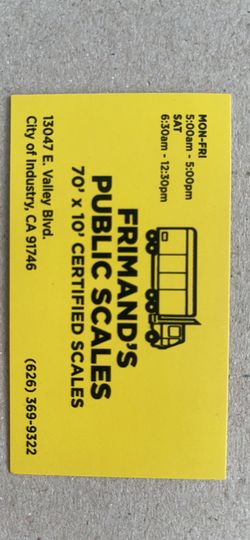 MON-FRI
5:00am - 5:00pm
SAT
6:30am - 12:30pm
FRIMAND'S
PUBLIC SCALES
70' X 10' CERTIFIED SCALES
13047 E. Valley Blvd.
City of Industry, CA 91746
(626) 369-9322